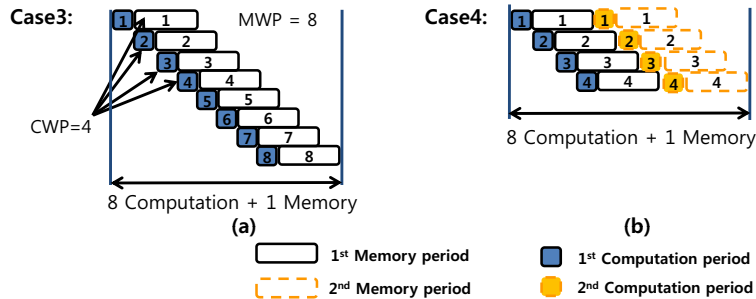 Case3:
MWP = 8
1 1
2 2
3 3
4 4
5 5
6 6
7 7
8 8
CWP=4
8 Computation + 1 Memory
(a)
Case4:
1 1 1 1
2 2 2 2
3 3 3 3
4 4 4 4
8 Computation + 1 Memory
(b)
1st Memory period
2nd Memory period
1st Computation period
2nd Computation period